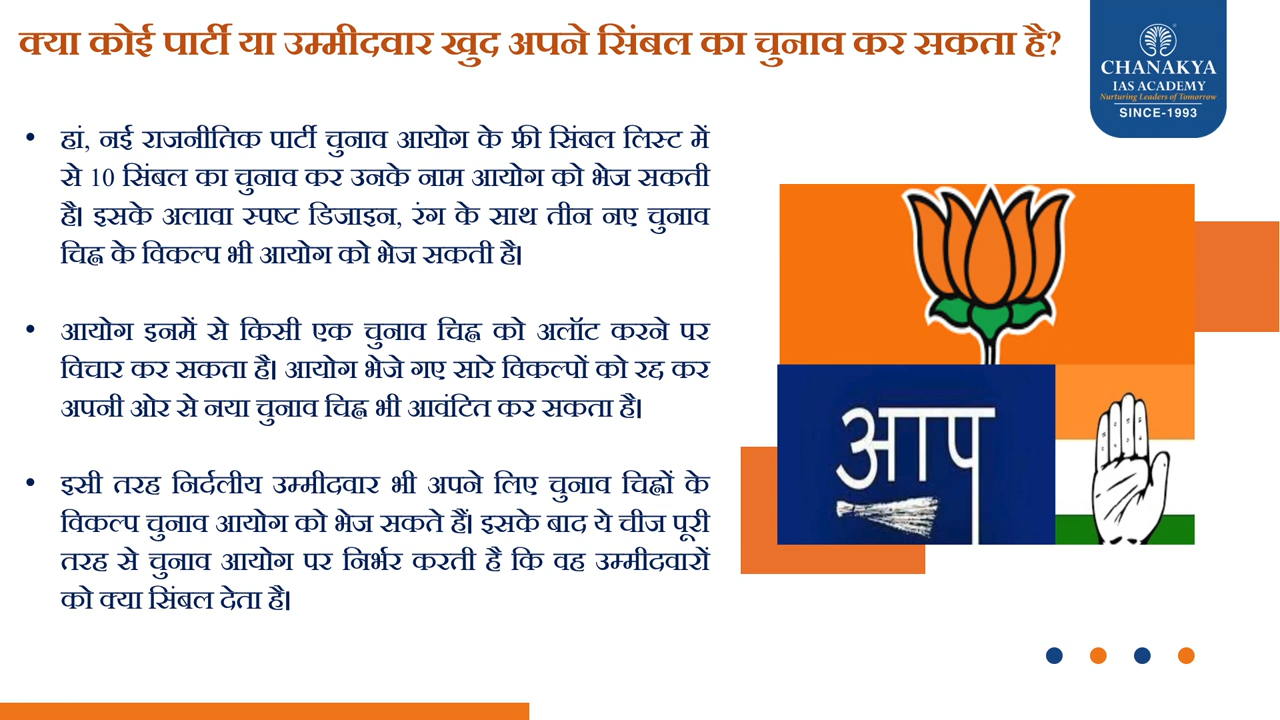 क्या कोई पार्टी या उम्मीदवार खुद अपने सिंबल का चुनाव कर सकता है?
CHANAKYA
IAS ACADEMY
Nurturing Leaders of Tomorrow
SINCE-1993
• हां, नई राजनीतिक पार्टी चुनाव आयोग के फ्री सिंबल लिस्ट में
से 10 सिंबल का चुनाव कर उनके नाम आयोग को भेज सकती
है। इसके अलावा स्पष्ट डिजाइन, रंग के साथ तीन नए चुनाव
चिह्न के विकल्प भी आयोग को भेज सकती है।
• आयोग इनमें से किसी एक चुनाव चिह्न को अलॉट करने पर
विचार कर सकता है। आयोग भेजे गए सारे विकल्पों को रद्द कर
अपनी ओर से नया चुनाव चिह्न भी आवंटित कर सकता है।
• इसी तरह निर्दलीय उम्मीदवार भी अपने लिए चुनाव चिह्नों के
विकल्प चुनाव आयोग को भेज सकते हैं। इसके बाद ये चीज पूरी
तरह से चुनाव आयोग पर निर्भर करती है कि वह उम्मीदवारों
को क्या सिंबल देता है।
आप